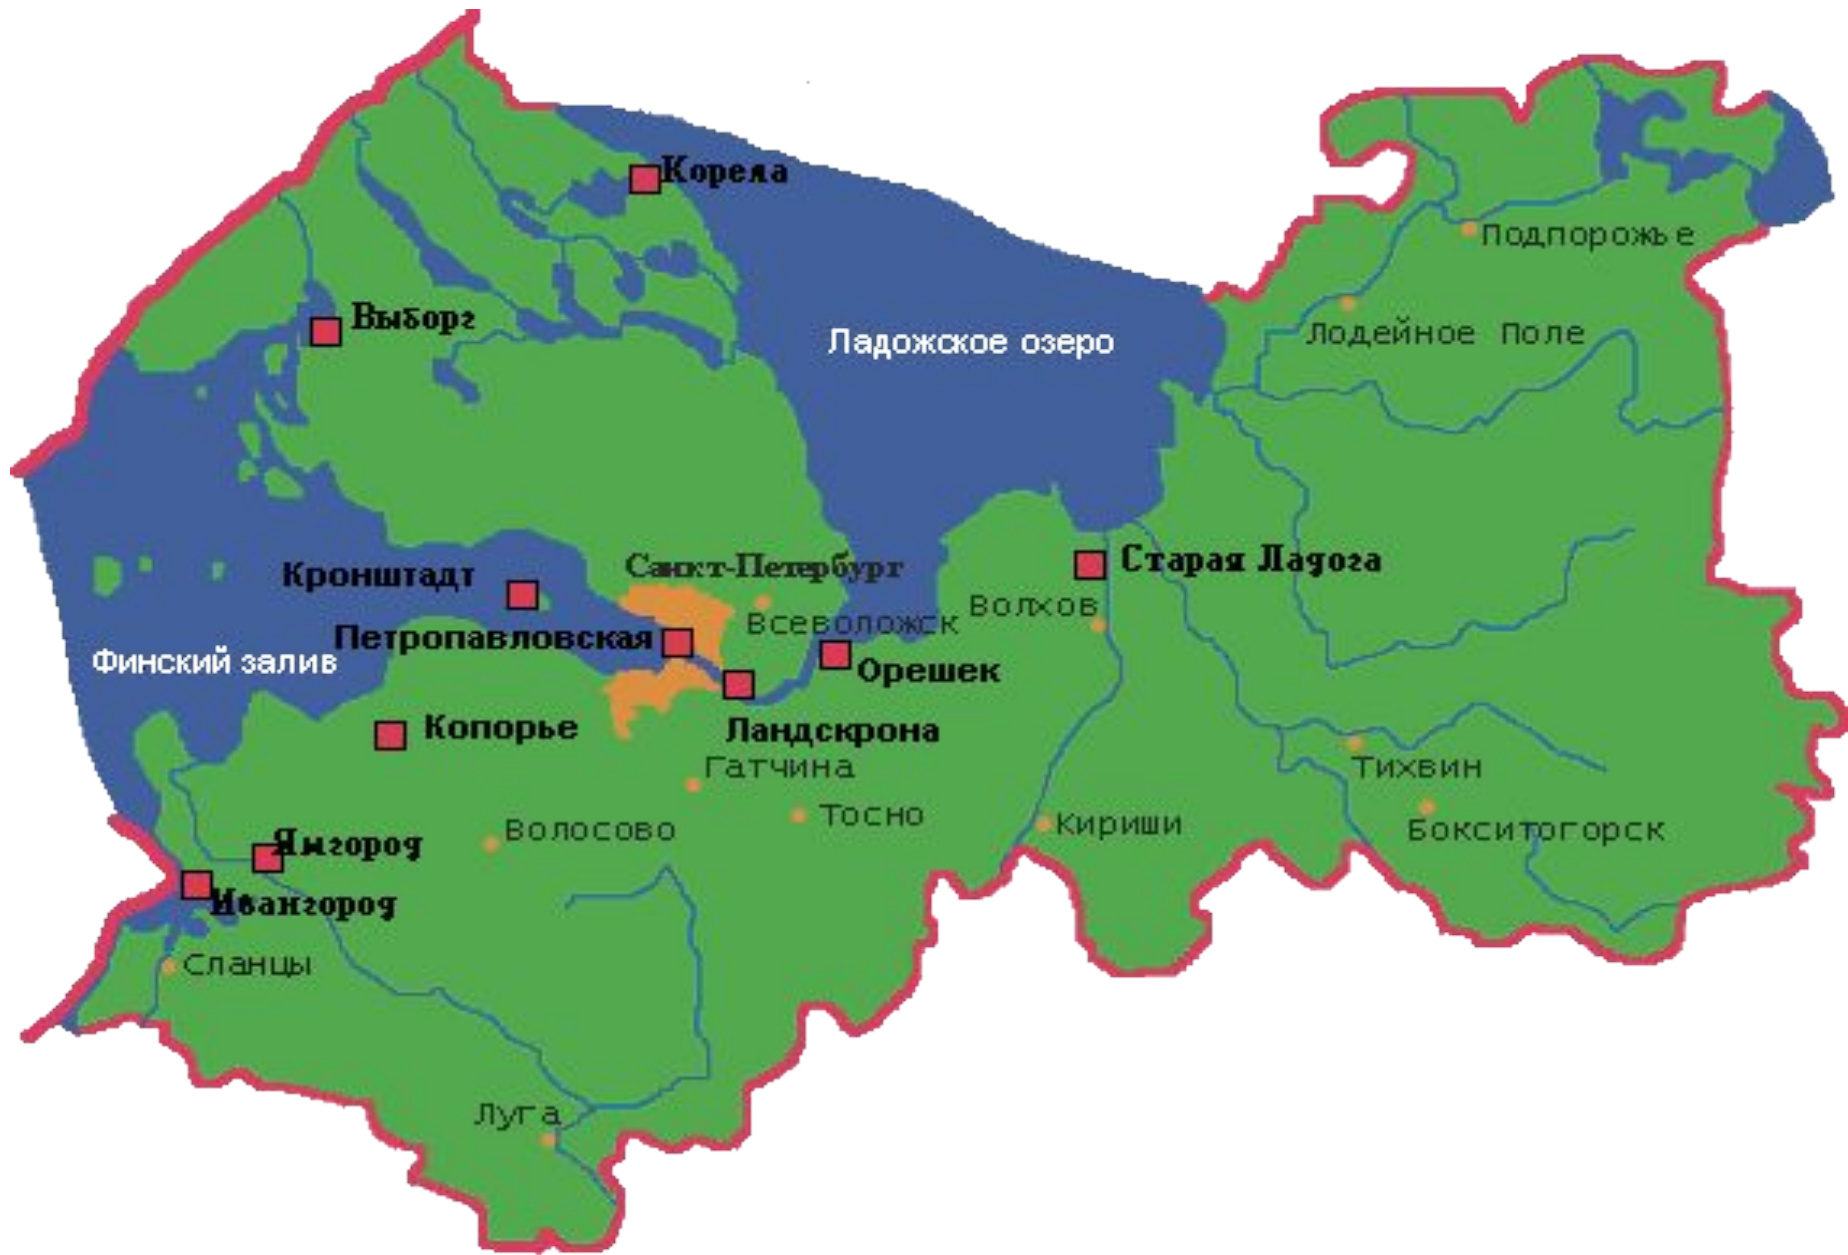 Корела
Подпорожье
Выборг
Лодейное Поле
Ладожское озеро
Старая Ладога
Санкт-Петербург
Кронштадт
Волхов
Всеволожск
Петропавловская
Финский залив
Орешек
Копорье
Ландскрона
Гатчина
Тихвин
Тосно
Кириши
Бокситогорск
Волосово
Ямгород
Ивангород
Сланцы
Луга